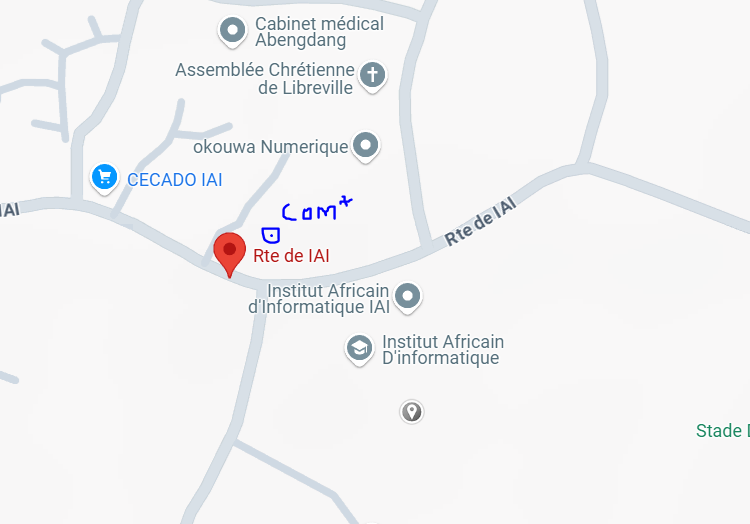 Cabinet médical
Abengdang
Assemblée Chrétienne
de Libreville
okouwa Numerique
CECADO IAI
IAI
Com+
Rte de IAI
Rte de IAI
Institut Africain
d'Informatique IAI
Institut Africain
D'informatique
Stade